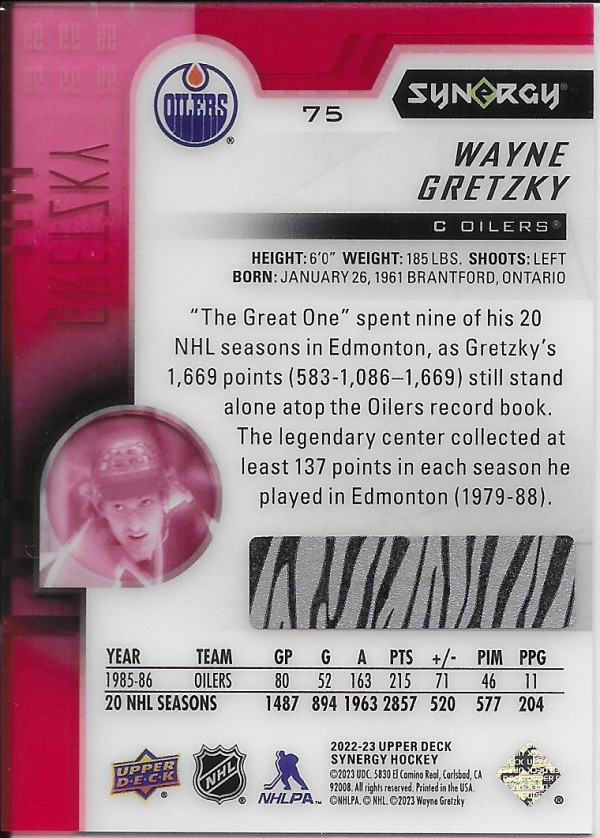 OILERS®
75
SYNERGY®
WAYNE
GRETZKY
C OILERS®
HEIGHT: 6'0" WEIGHT: 185 LBS. SHOOTS: LEFT
BORN: JANUARY 26, 1961 BRANTFORD, ONTARIO
GRETZKY
99 99 99
99 99 99
"The Great One" spent nine of his 20
NHL seasons in Edmonton, as Gretzky's
1,669 points (583-1,086–1,669) still stand
alone atop the Oilers record book.
The legendary center collected at
least 137 points in each season he
played in Edmonton (1979-88).
YEAR TEAM GP G A PTS +/- PIM PPG
1985-86 OILERS 80 52 163 215 71 46 11
20 NHL SEASONS 1487 894 1963 2857 520 577 204
UPPER DECK
NHL
NHLPA
2022-23 UPPER DECK
SYNERGY HOCKEY
©2023 UDC. 5830 El Camino Real, Carlsbad, CA
92008. All rights reserved. Printed in the USA.
©NHLPA. © NHL. ©2023 Wayne Gretzky